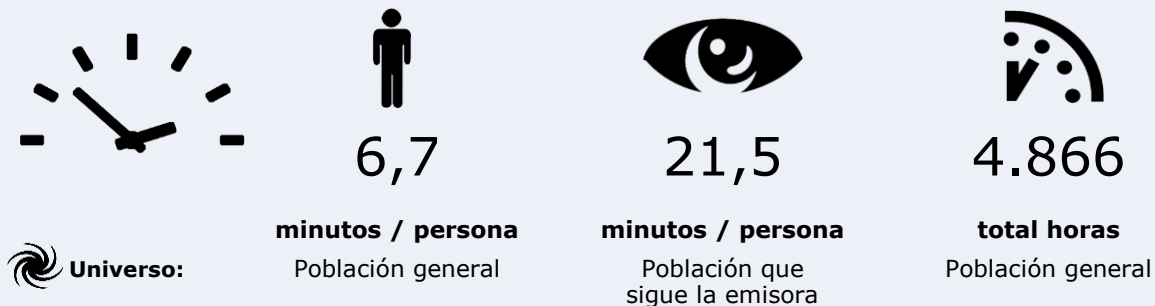 6,7
21,5
4.866
minutos / persona
minutos / persona
total horas
Universo:
Población general
Población que
sigue la emisora
Población general